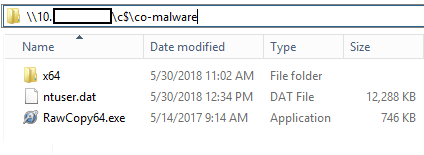 \\10. \c$\co-malware
Name Date modified Type Size
x64 5/30/2018 11:02 AM File folder
ntuser.dat 5/30/2018 12:34 PM DAT File 12,288 KB
RawCopy64.exe 5/14/2017 9:14 AM Application 746 KB